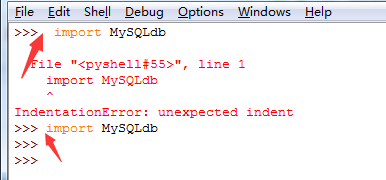 File Edit Shell Debug Options Windows Help
>>>  import MySQLdb
  File "<pyshell#55>", line 1
    import MySQLdb
    ^
IndentationError: unexpected indent
>>> import MySQLdb
>>>
>>>